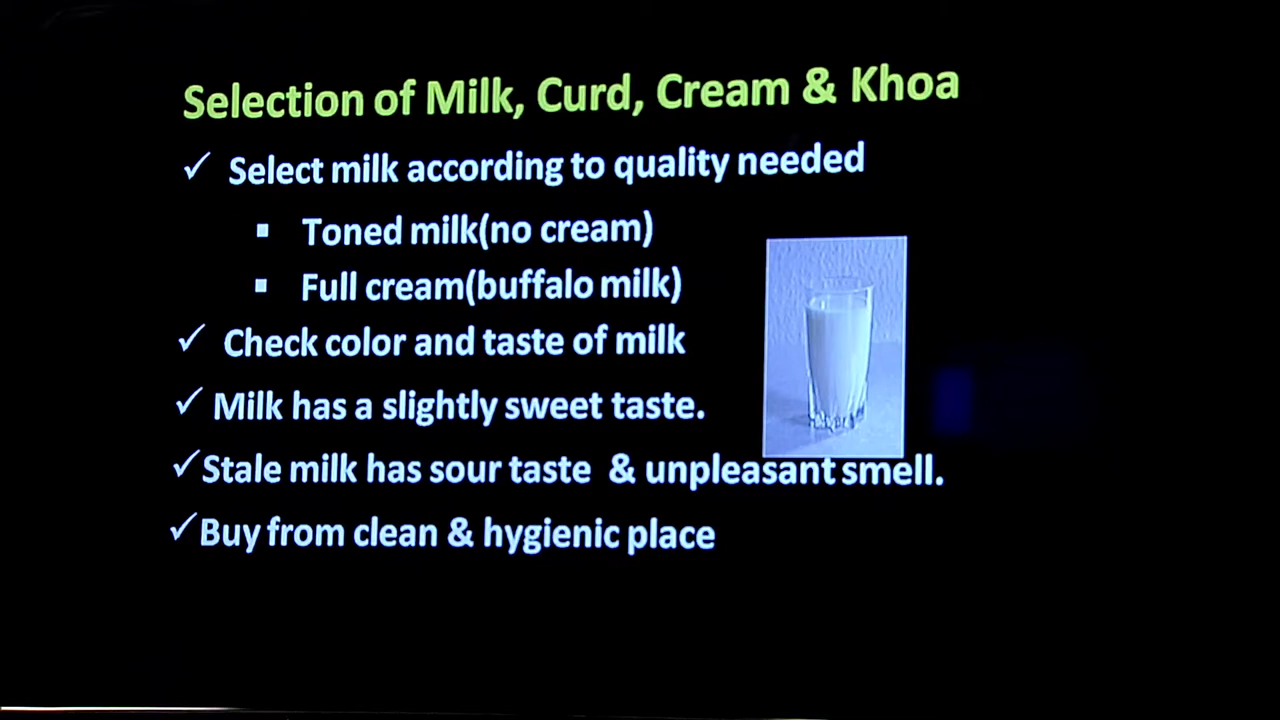 Selection of Milk, Curd, Cream & Khoa
✓ Select milk according to quality needed
▪ Toned milk(no cream)
▪ Full cream(buffalo milk)
✓ Check color and taste of milk
✓ Milk has a slightly sweet taste.
✓Stale milk has sour taste & unpleasant smell.
✓Buy from clean & hygienic place